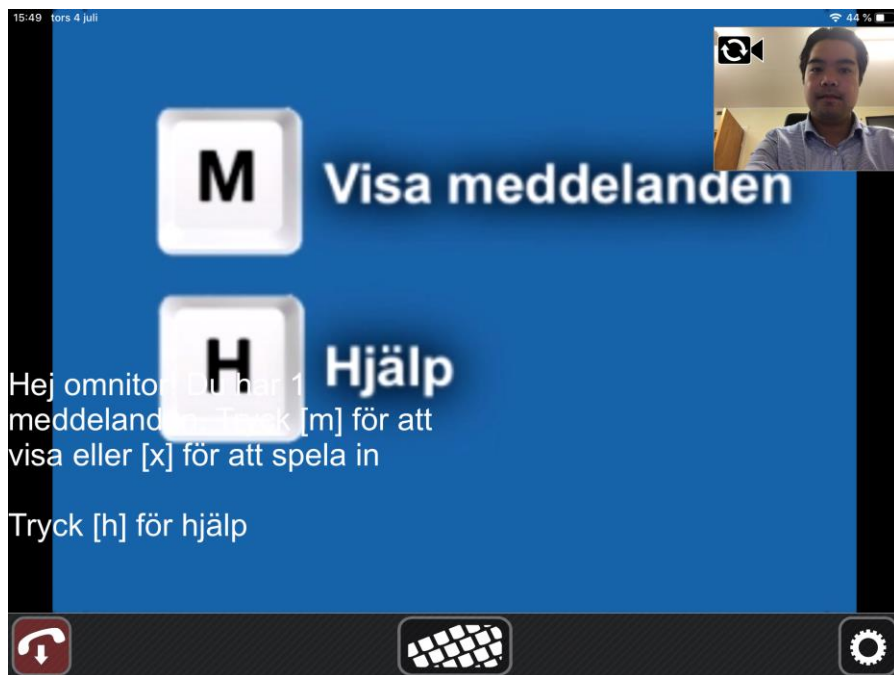 15:49 tors 4 juli
44 %
M
Visa meddelanden
H
Hjälp
Hej omnitor! Du har 1
meddelanden. Tryck [m] för att
visa eller [x] för att spela in
Tryck [h] för hjälp